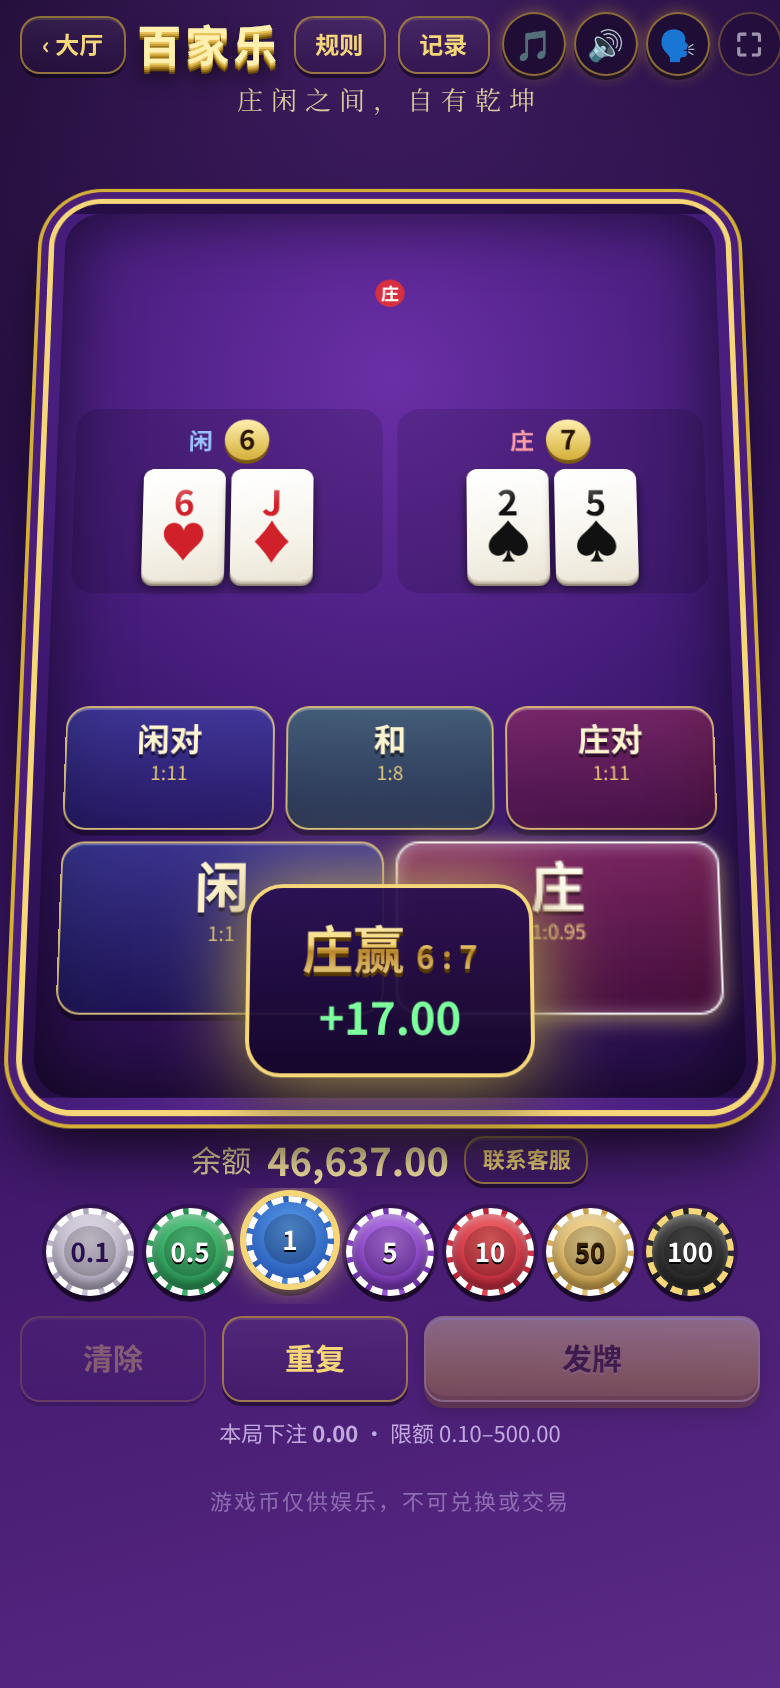 ‹ 大厅 百家乐 规则 记录
庄闲之间，自有乾坤
庄
闲 6 庄 7
6 J 2 5
闲对 和 庄对
1:11 1:8 1:11
闲 庄
1:1 1:0.95
庄赢 6 : 7
+17.00
余额 46,637.00 联系客服
0.1 0.5 1 5 10 50 100
清除 重复 发牌
本局下注 0.00 · 限额 0.10–500.00
游戏币仅供娱乐，不可兑换或交易